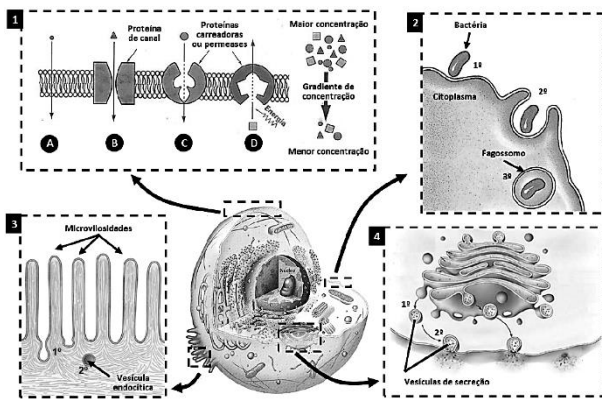 1
Proteína
de canal
Proteínas
carreadoras
ou permeases
Maior concentração
Gradiente de
concentração
Menor concentração
Energia
A
B
C
D
2
Bactéria
1º
2º
Citoplasma
Fagossomo
3º
3
Microvilosidades
1º
2º
Vesícula
endocítica
Núcleo
4
1º
2º
Vesículas de secreção